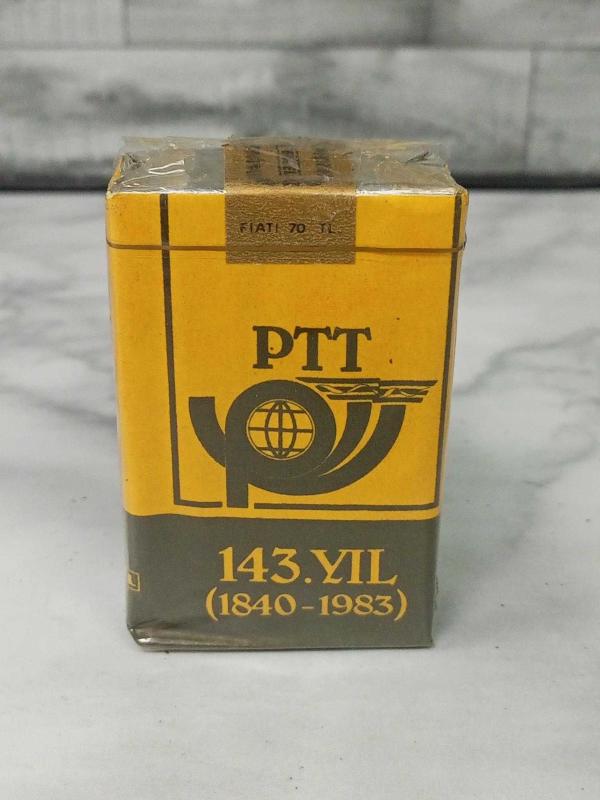 FİATI 70 TL.
PTT
143.YIL
(1840-1983)